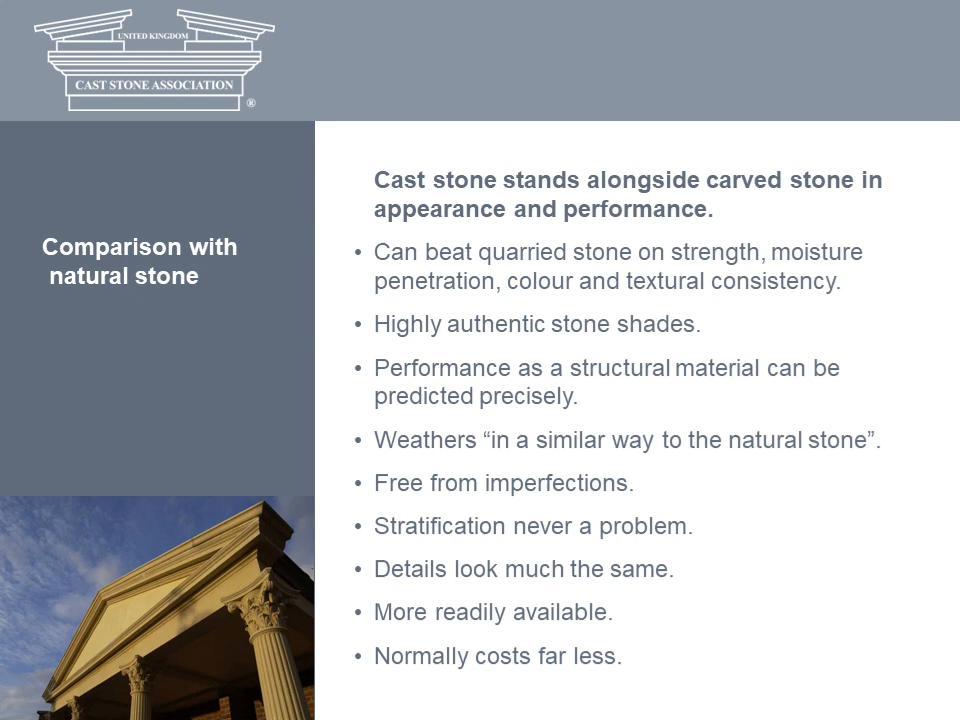 UNITED KINGDOM
CAST STONE ASSOCIATION
®
Comparison with
natural stone
Cast stone stands alongside carved stone in
appearance and performance.
• Can beat quarried stone on strength, moisture
penetration, colour and textural consistency.
• Highly authentic stone shades.
• Performance as a structural material can be
predicted precisely.
• Weathers “in a similar way to the natural stone”.
• Free from imperfections.
• Stratification never a problem.
• Details look much the same.
• More readily available.
• Normally costs far less.